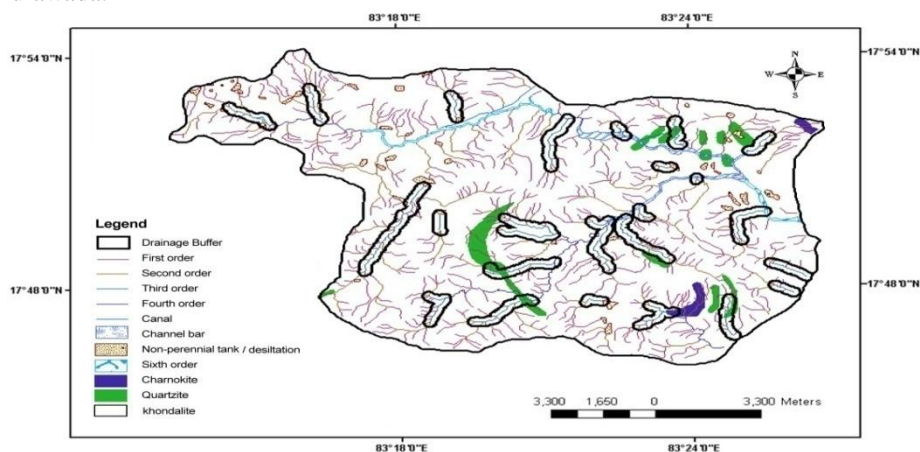 83°18'0"E 83°24'0"E
17°54'0"N 17°54'0"N
N
W E
S
Legend
Drainage Buffer
First order
Second order
Third order
Fourth order
Canal
Channel bar
Non-perennial tank / desiltation
Sixth order
Charnokite
Quartzite
khondalite
17°48'0"N 17°48'0"N
3,300 1,650 0 3,300 Meters
83°18'0"E 83°24'0"E